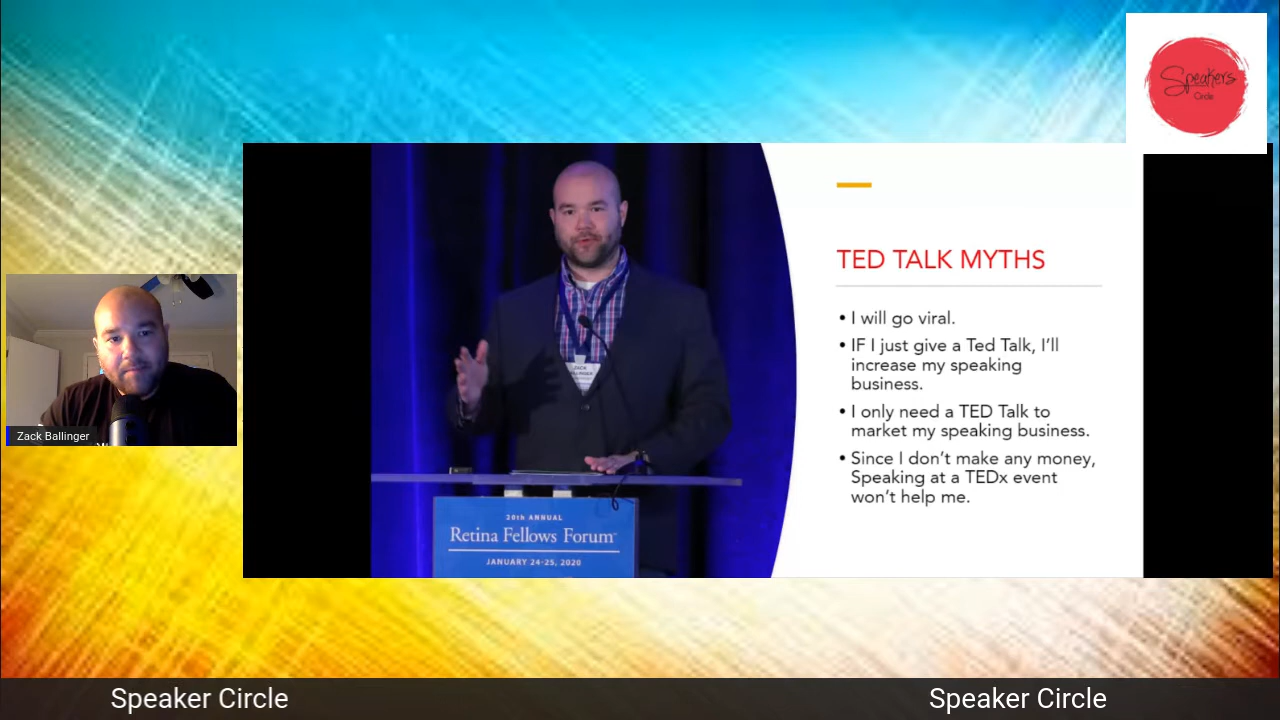 Speakers
Circle
TED TALK MYTHS
• I will go viral.
• IF I just give a Ted Talk, I'll
increase my speaking
business.
• I only need a TED Talk to
market my speaking business.
• Since I don't make any money,
Speaking at a TEDx event
won't help me.
ZACK
30th ANNUAL
Retina Fellows Forum
JANUARY 24-25, 2020
Zack Ballinger
Speaker Circle
Speaker Circle